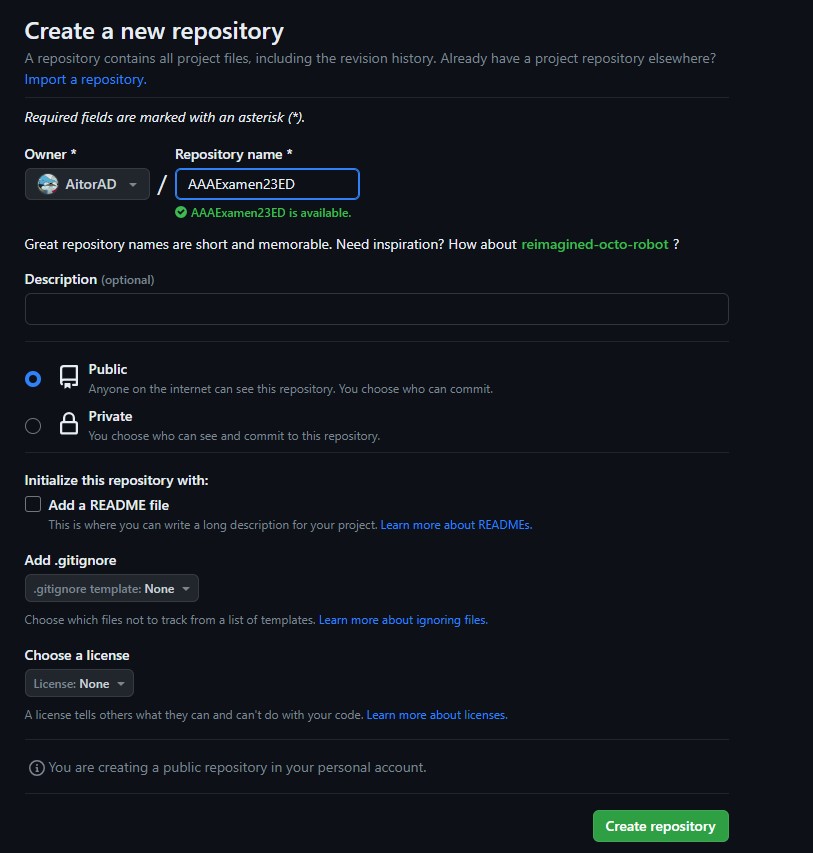 Create a new repository
A repository contains all project files, including the revision history. Already have a project repository elsewhere?
Import a repository.
Required fields are marked with an asterisk (*).
Owner * Repository name *
AitorAD / AAAExamen23ED
AAAExamen23ED is available.
Great repository names are short and memorable. Need inspiration? How about reimagined-octo-robot ?
Description (optional)
Public
Anyone on the internet can see this repository. You choose who can commit.
Private
You choose who can see and commit to this repository.
Initialize this repository with:
Add a README file
This is where you can write a long description for your project. Learn more about READMEs.
Add .gitignore
.gitignore template: None
Choose which files not to track from a list of templates. Learn more about ignoring files.
Choose a license
License: None
A license tells others what they can and can't do with your code. Learn more about licenses.
You are creating a public repository in your personal account.
Create repository